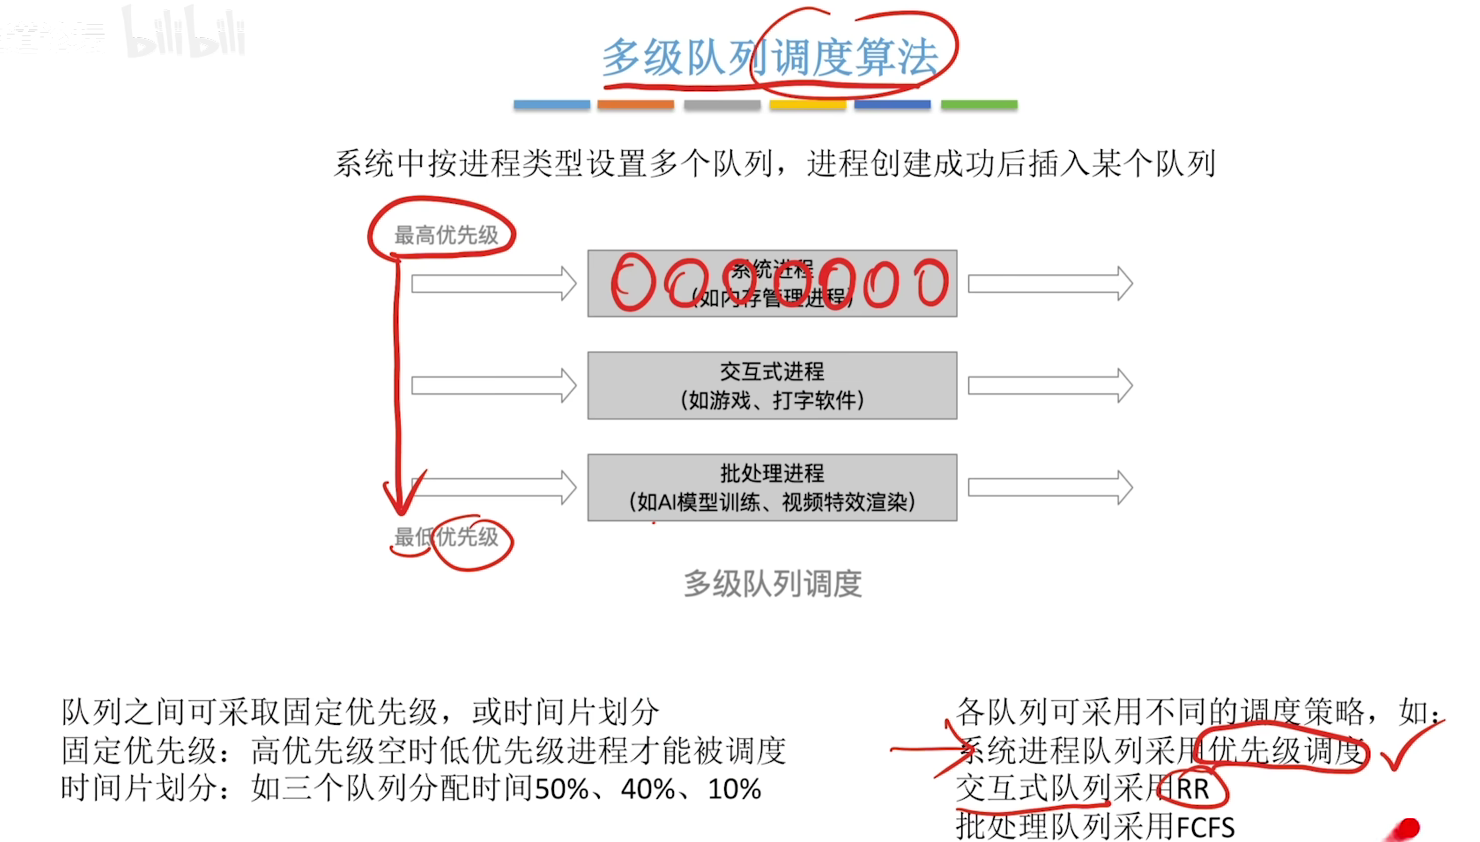 bilibili
多级队列调度算法
系统中按进程类型设置多个队列，进程创建成功后插入某个队列
最高优先级
系统进程
（如内存管理进程）
交互式进程
（如游戏、打字软件）
批处理进程
（如AI模型训练、视频特效渲染）
最低优先级
多级队列调度
队列之间可采取固定优先级，或时间片划分
固定优先级：高优先级空时低优先级进程才能被调度
时间片划分：如三个队列分配时间50%、40%、10%
各队列可采用不同的调度策略，如：
系统进程队列采用优先级调度
交互式队列采用RR
批处理队列采用FCFS